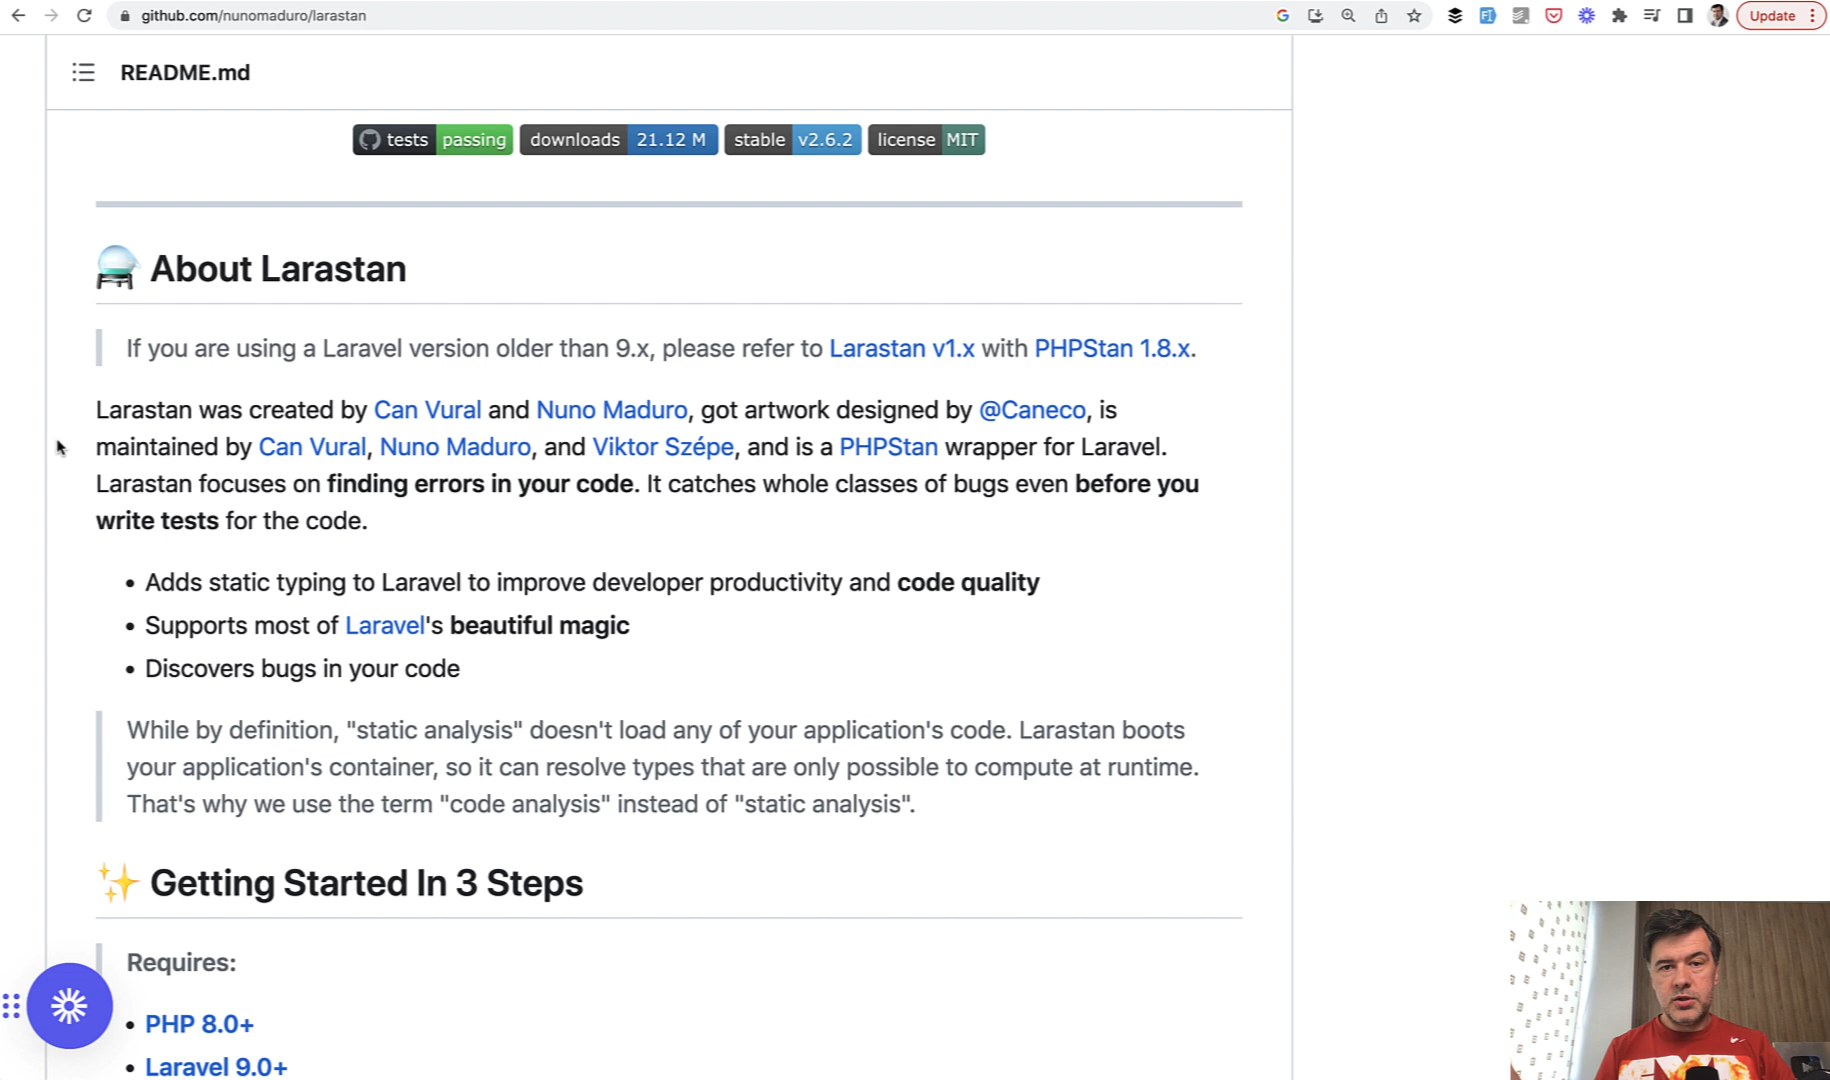 github.com/nunomaduro/larastan
Update
README.md
tests passing downloads 21.12 M stable v2.6.2 license MIT
About Larastan
If you are using a Laravel version older than 9.x, please refer to Larastan v1.x with PHPStan 1.8.x.
Larastan was created by Can Vural and Nuno Maduro, got artwork designed by @Caneco, is
maintained by Can Vural, Nuno Maduro, and Viktor Szépe, and is a PHPStan wrapper for Laravel.
Larastan focuses on finding errors in your code. It catches whole classes of bugs even before you
write tests for the code.
• Adds static typing to Laravel to improve developer productivity and code quality
• Supports most of Laravel's beautiful magic
• Discovers bugs in your code
While by definition, "static analysis" doesn't load any of your application's code. Larastan boots
your application's container, so it can resolve types that are only possible to compute at runtime.
That's why we use the term "code analysis" instead of "static analysis".
✨ Getting Started In 3 Steps
Requires:
• PHP 8.0+
• Laravel 9.0+